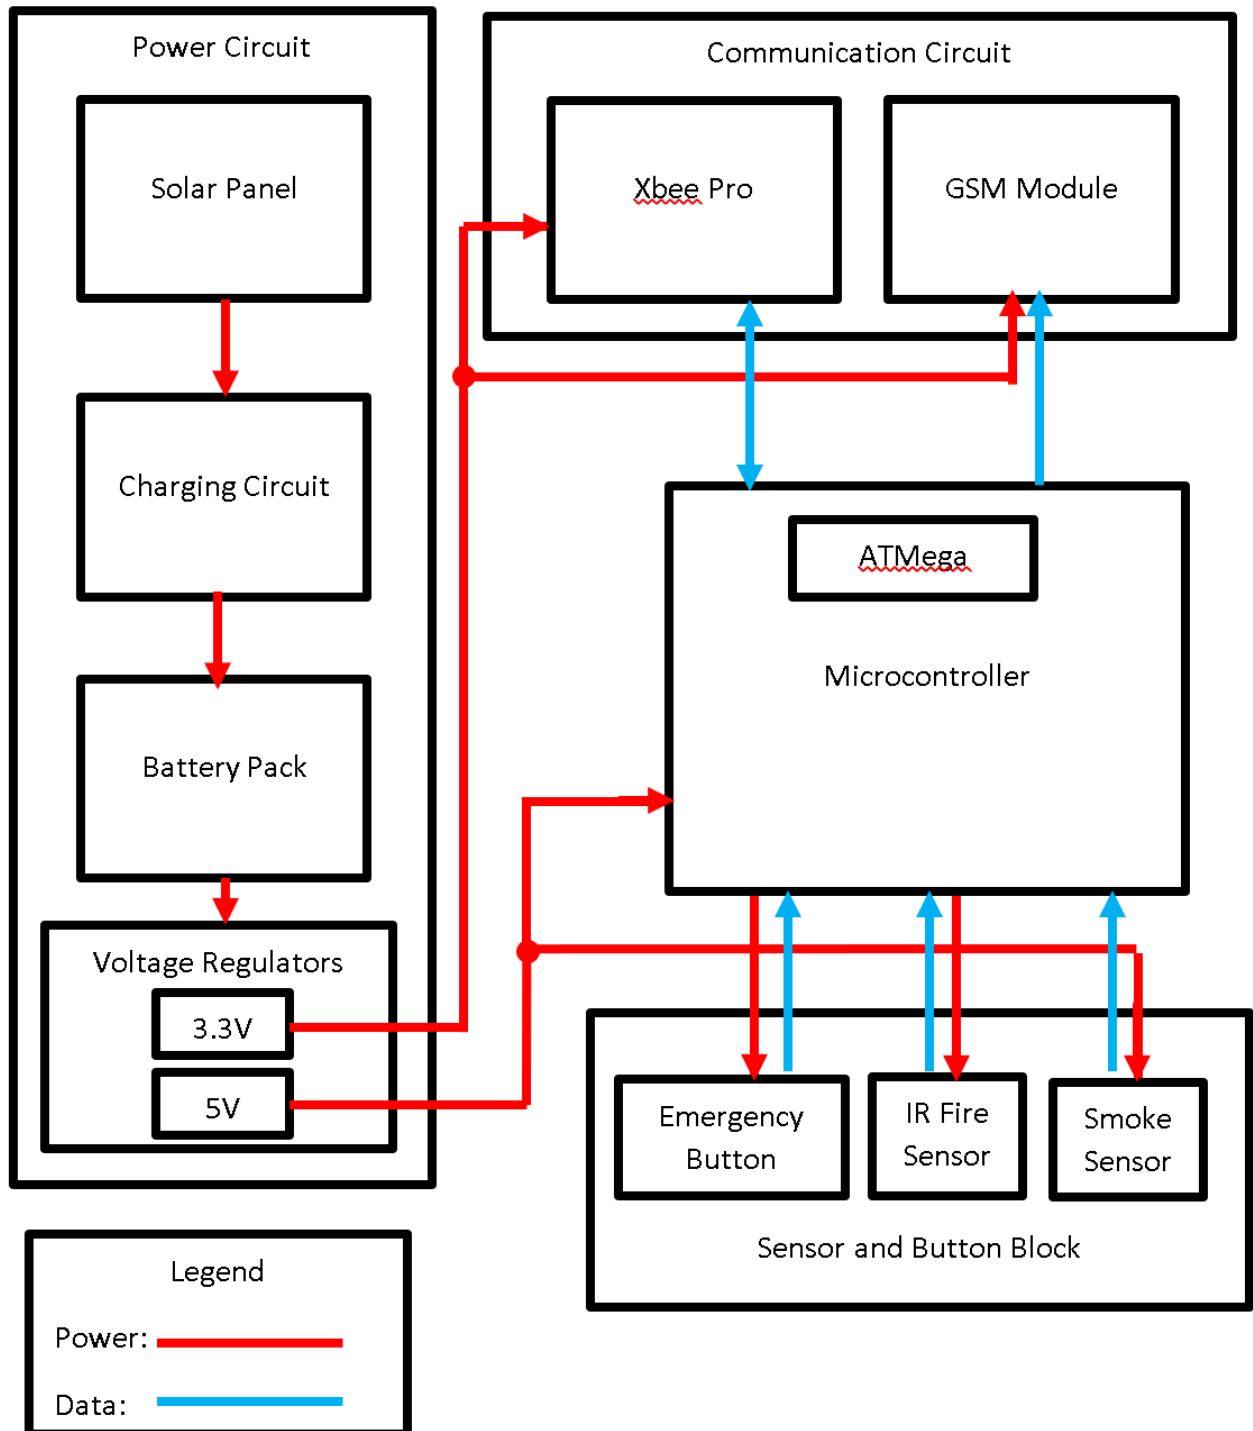 Power Circuit
Solar Panel
Charging Circuit
Battery Pack
Voltage Regulators
3.3V
5V
Communication Circuit
Xbee Pro
GSM Module
ATMega
Microcontroller
Emergency
Button
IR Fire
Sensor
Smoke
Sensor
Sensor and Button Block
Legend
Power:
Data: